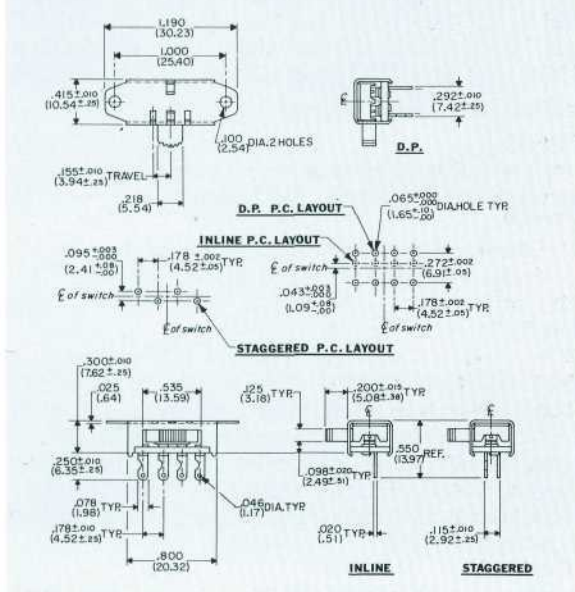 1.190
(30.23)
1.000
(25.40)
.415±.010
(10.54±.25)
.100 DIA. 2 HOLES
(2.54)
.155±.010 TRAVEL
(3.94±.25)
.218
(5.54)
℄
.292±.010
(7.42±.25)
D.P.
D.P. P.C. LAYOUT
.065+.000 -.000 DIA. HOLE TYP.
(1.65+.10 -.00)
INLINE P.C. LAYOUT
.095+.003 -.000
(2.41+.08 -.00)
.178±.002 TYP.
(4.52±.05)
℄ of switch
℄ of switch
℄ of switch
.043+.003 -.000
(1.09+.08 -.00)
.272±.002
(6.91±.05)
.178±.002
(4.52±.05) TYP.
℄ of switch
STAGGERED P.C. LAYOUT
.300±.010
(7.62±.25)
.025
(.64)
.535
(13.59)
.250±.010
(6.35±.25)
.078 TYP.
(1.98)
.178±.010 TYP.
(4.52±.25)
.046
(1.17) DIA. TYP.
.800
(20.32)
.125 TYP.
(3.18)
.200±.015 TYP.
(5.08±.38)
℄
.550 REF.
(13.97)
.098±.020 TYP.
(2.49±.51)
.020 TYP.
(.51)
℄
.115±.010
(2.92±.25)
INLINE
STAGGERED